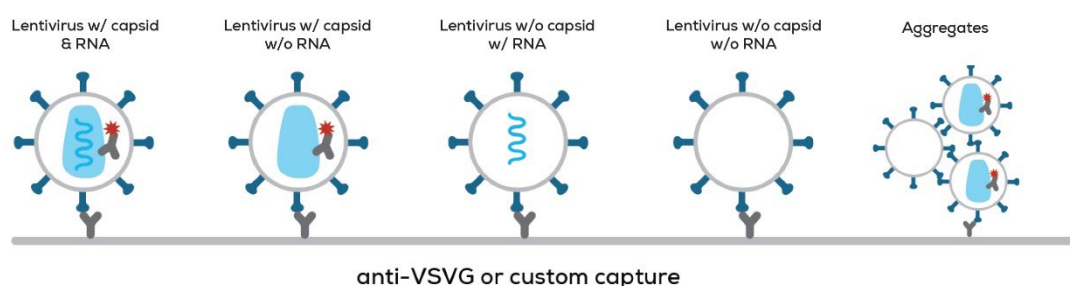 Lentivirus w/ capsid
& RNA
Lentivirus w/ capsid
w/o RNA
Lentivirus w/o capsid
w/ RNA
Lentivirus w/o capsid
w/o RNA
Aggregates
anti-VSVG or custom capture